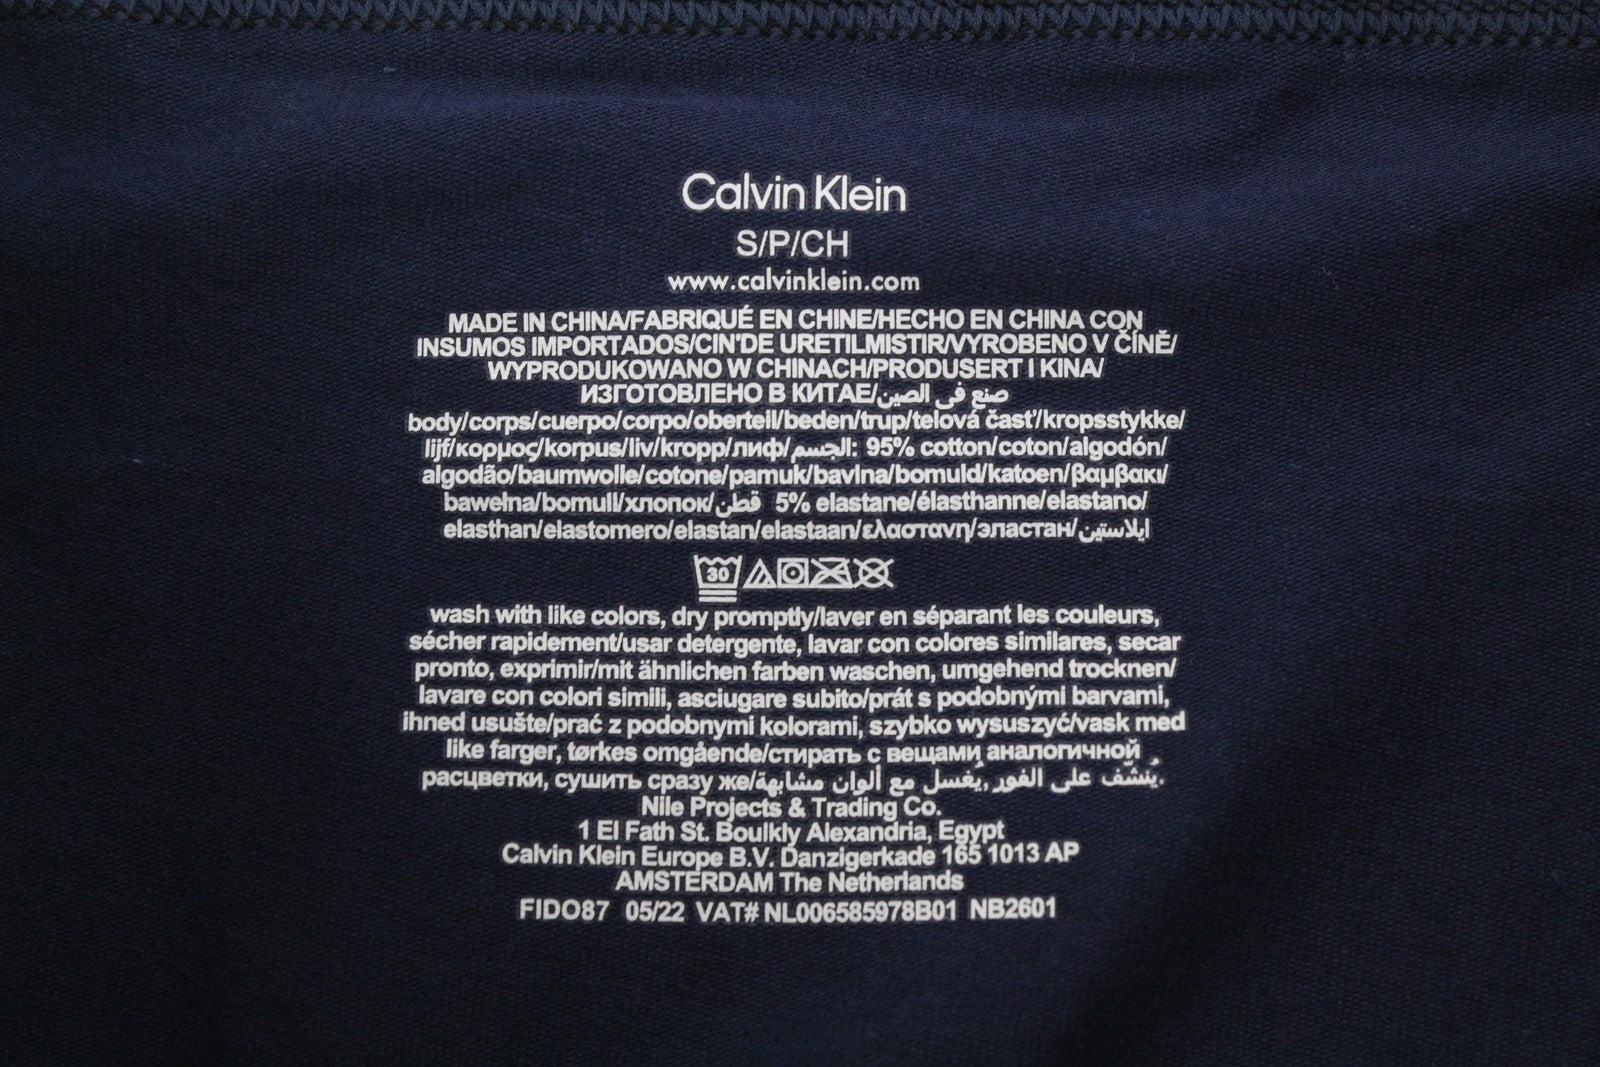 Calvin Klein
S/P/CH
www.calvinklein.com
MADE IN CHINA/FABRIQUÉ EN CHINE/HECHO EN CHINA CON
INSUMOS IMPORTADOS/CIN'DE URETILMISTIR/VYROBENO V ČÍNĚ/
WYPRODUKOWANO W CHINACH/PRODUSERT I KINA/
ИЗГОТОВЛЕНО В КИТАЕ/صنع في الصين
body/corps/cuerpo/corpo/oberteil/beden/trup/telová časť/kropsstykke/
lijf/κορμος/korpus/liv/kropp/лиф/الجسم: 95% cotton/coton/algodón/
algodão/baumwolle/cotone/pamuk/bavlna/bomuld/katoen/βαμβακι/
bawełna/bomull/хлопок/قطن 5% elastane/élasthanne/elastano/
elasthan/elastomero/elastan/elastaan/ελαστανη/эластан/إيلاستين
30
wash with like colors, dry promptly/laver en séparant les couleurs,
sécher rapidement/usar detergente, lavar con colores similares, secar
pronto, exprimir/mit ähnlichen farben waschen, umgehend trocknen/
lavare con colori simili, asciugare subito/prát s podobnými barvami,
ihned usušte/prać z podobnymi kolorami, szybko wysuszyć/vask med
like farger, tørkes omgående/стирать с вещами аналогичной
расцветки, сушить сразу же/يُغسل مع ألوان مشابهة, يُنشّف على الفور.
Nile Projects & Trading Co.
1 El Fath St. Boulkly Alexandria, Egypt
Calvin Klein Europe B.V. Danzigerkade 165 1013 AP
AMSTERDAM The Netherlands
FIDO87 05/22 VAT# NL006585978B01 NB2601